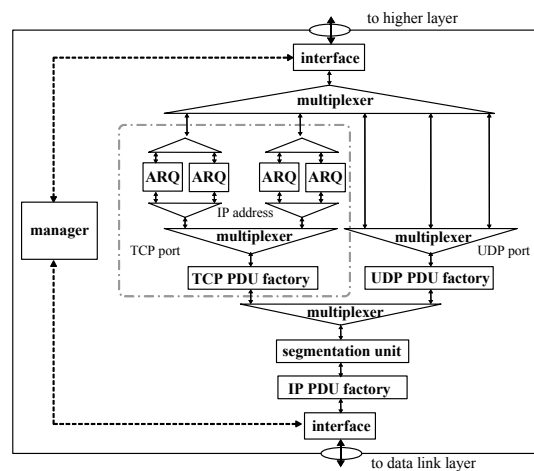 to higher layer
interface
multiplexer
ARQ ARQ ARQ ARQ
IP address
manager
TCP port
multiplexer
multiplexer
UDP port
TCP PDU factory
UDP PDU factory
multiplexer
segmentation unit
IP PDU factory
interface
to data link layer